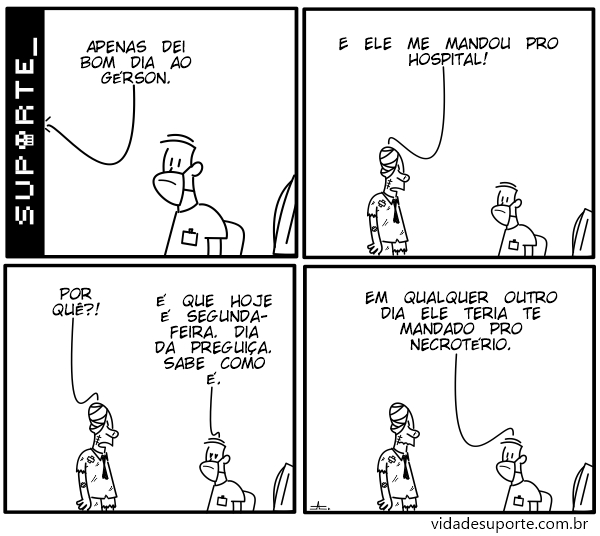 SUPORTE_
APENAS DEI
BOM DIA AO
GÉRSON.
E ELE ME MANDOU PRO
HOSPITAL!
POR
QUÊ?!
É QUE HOJE
É SEGUNDA-
FEIRA. DIA
DA PREGUIÇA.
SABE COMO
É.
EM QUALQUER OUTRO
DIA ELE TERIA TE
MANDADO PRO
NECROTÉRIO.
vidadesuporte.com.br